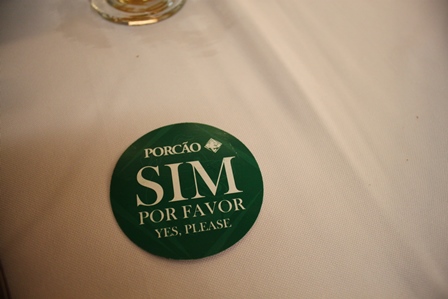 PORCÃO
SIM
POR FAVOR
YES, PLEASE